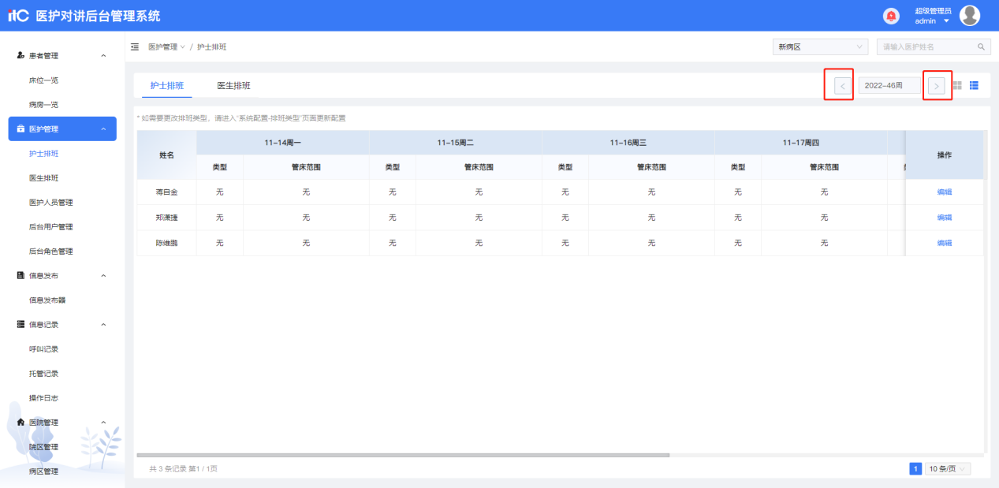 itC 医护对讲后台管理系统
超级管理员
admin
患者管理
床位一览
病房一览
医护管理
护士排班
医生排班
医护人员管理
后台用户管理
后台角色管理
信息发布
信息发布器
信息记录
呼叫记录
托管记录
操作日志
医院管理
院区管理
病区管理
医护管理 / 护士排班
新病区
请输入医护姓名
护士排班 医生排班
2022-46周
* 如需要更改排班类型，请进入"系统配置-排班类型"页面更新配置
姓名 11-14周一 11-15周二 11-16周三 11-17周四 操作
类型 管床范围 类型 管床范围 类型 管床范围 类型 管床范围
蒋自金 无 无 无 无 无 无 无 无 编辑
郑潇捷 无 无 无 无 无 无 无 无 编辑
陈维鹏 无 无 无 无 无 无 无 无 编辑
共 3 条记录 第1 / 1页
1 10 条/页